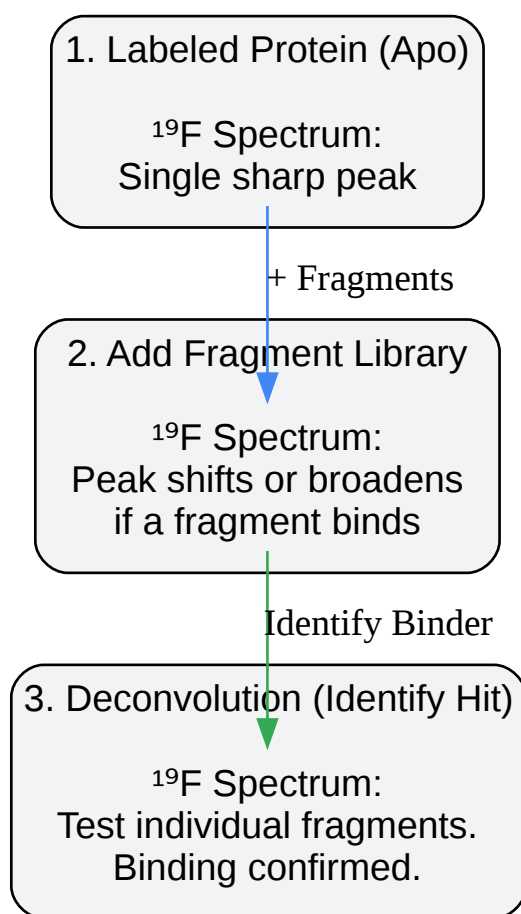 1. Labeled Protein (Apo)
¹⁹F Spectrum:
Single sharp peak
+ Fragments
2. Add Fragment Library
¹⁹F Spectrum:
Peak shifts or broadens
if a fragment binds
Identify Binder
3. Deconvolution (Identify Hit)
¹⁹F Spectrum:
Test individual fragments.
Binding confirmed.